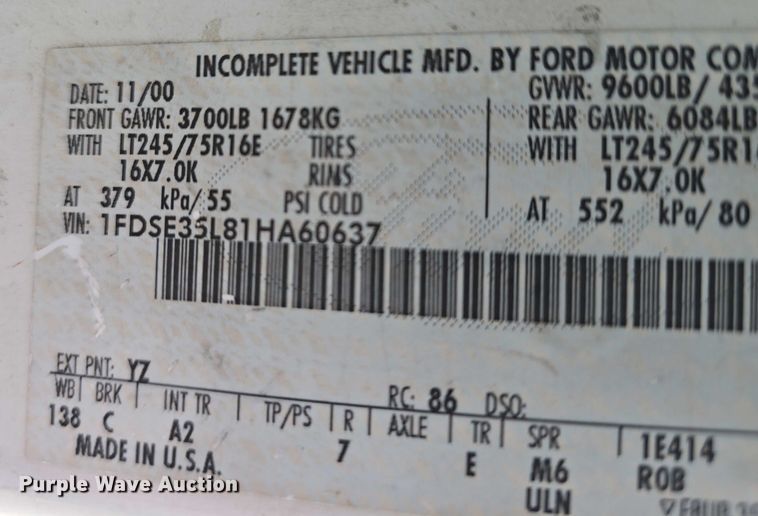 INCOMPLETE VEHICLE MFD. BY FORD MOTOR COM
DATE: 11/00
GVWR: 9600LB/ 435
FRONT GAWR: 3700LB 1678KG
REAR GAWR: 6084LB
WITH LT245/75R16E TIRES
WITH LT245/75R16
16X7.0K RIMS
16X7.0K
AT 379 kPa/ 55 PSI COLD
AT 552 kPa/ 80
VIN: 1FDSE35L81HA60637
EXT PNT: YZ
RC: 86 DSO:
WB BRK INT TR TP/PS R AXLE TR SPR 1E414
138 C A2 7 E M6 ROB
MADE IN U.S.A.
ULN
Purple Wave Auction